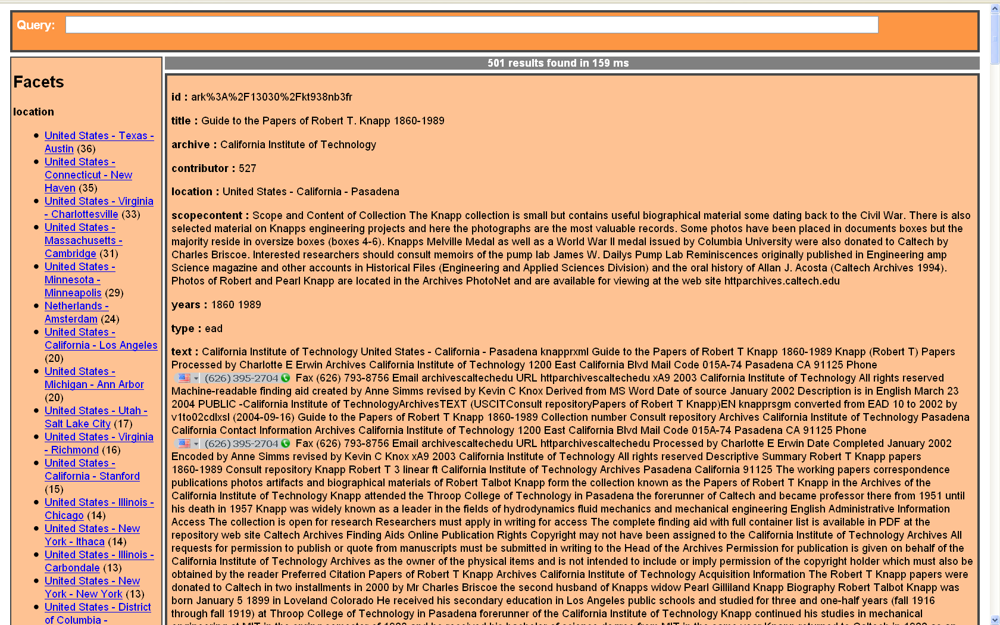 Query:
501 results found in 159 ms
Facets
location
United States - Texas -
Austin (36)
United States -
Connecticut - New
Haven (35)
United States - Virginia
- Charlottesville (33)
United States -
Massachusetts -
Cambridge (31)
United States -
Minnesota -
Minneapolis (29)
Netherlands -
Amsterdam (24)
United States -
California - Los Angeles
(20)
United States -
Michigan - Ann Arbor
(20)
United States - Utah -
Salt Lake City (17)
United States - Virginia
- Richmond (16)
United States -
California - Stanford
(15)
United States - Illinois -
Chicago (14)
United States - New
York - Ithaca (14)
United States - Illinois -
Carbondale (13)
United States - New
York - New York (13)
United States - District
of Columbia -
id : ark%3A%2F13030%2Fkt938nb3fr
title : Guide to the Papers of Robert T. Knapp 1860-1989
archive : California Institute of Technology
contributor : 527
location : United States - California - Pasadena
scopecontent : Scope and Content of Collection The Knapp collection is small but contains useful biographical material some dating back to the Civil War. There is also
selected material on Knapps engineering projects and here the photographs are the most valuable records. Some photos have been placed in documents boxes but the
majority reside in oversize boxes (boxes 4-6). Knapps Melville Medal as well as a World War II medal issued by Columbia University were also donated to Caltech by
Charles Briscoe. Interested researchers should consult memoirs of the pump lab James W. Dailys Pump Lab Reminiscences originally published in Engineering amp
Science magazine and other accounts in Historical Files (Engineering and Applied Sciences Division) and the oral history of Allan J. Acosta (Caltech Archives 1994).
Photos of Robert and Pearl Knapp are located in the Archives PhotoNet and are available for viewing at the web site httparchives.caltech.edu
years : 1860 1989
type : ead
text : California Institute of Technology United States - California - Pasadena knapprxml Guide to the Papers of Robert T Knapp 1860-1989 Knapp (Robert T) Papers
Processed by Charlotte E Erwin Archives California Institute of Technology 1200 East California Blvd Mail Code 015A-74 Pasadena CA 91125 Phone
(626) 395-2704 Fax (626) 793-8756 Email archivescaltechedu URL httparchivescaltechedu xA9 2003 California Institute of Technology All rights reserved
Machine-readable finding aid created by Anne Simms revised by Kevin C Knox Derived from MS Word Date of source January 2002 Description is in English March 23
2004 PUBLIC -California Institute of TechnologyArchivesTEXT (USCITConsult repositoryPapers of Robert T Knapp)EN knapprsgm converted from EAD 10 to 2002 by
v1to02cdlxsl (2004-09-16) Guide to the Papers of Robert T Knapp 1860-1989 Collection number Consult repository Archives California Institute of Technology Pasadena
California Contact Information Archives California Institute of Technology 1200 East California Blvd Mail Code 015A-74 Pasadena CA 91125 Phone
(626) 395-2704 Fax (626) 793-8756 Email archivescaltechedu URL httparchivescaltechedu Processed by Charlotte E Erwin Date Completed January 2002
Encoded by Anne Simms revised by Kevin C Knox xA9 2003 California Institute of Technology All rights reserved Descriptive Summary Robert T Knapp papers
1860-1989 Consult repository Knapp Robert T 3 linear ft California Institute of Technology Archives Pasadena California 91125 The working papers correspondence
publications photos artifacts and biographical materials of Robert Talbot Knapp form the collection known as the Papers of Robert T Knapp in the Archives of the
California Institute of Technology Knapp attended the Throop College of Technology in Pasadena the forerunner of Caltech and became professor there from 1951 until
his death in 1957 Knapp was widely known as a leader in the fields of hydrodynamics fluid mechanics and mechanical engineering English Administrative Information
Access The collection is open for research Researchers must apply in writing for access The complete finding aid with full container list is available in PDF at the
repository web site Caltech Archives Finding Aids Online Publication Rights Copyright may not have been assigned to the California Institute of Technology Archives All
requests for permission to publish or quote from manuscripts must be submitted in writing to the Head of the Archives Permission for publication is given on behalf of the
California Institute of Technology Archives as the owner of the physical items and is not intended to include or imply permission of the copyright holder which must also be
obtained by the reader Preferred Citation Papers of Robert T Knapp Archives California Institute of Technology Acquisition Information The Robert T Knapp papers were
donated to Caltech in two installments in 2000 by Mr Charles Briscoe the second husband of Knapps widow Pearl Gilliland Knapp Biography Robert Talbot Knapp was
born January 5 1899 in Loveland Colorado He received his secondary education in Los Angeles public schools and studied for three and one-half years (fall 1916
through fall 1919) at Throop College of Technology in Pasadena forerunner of the California Institute of Technology Knapp continued his studies in mechanical